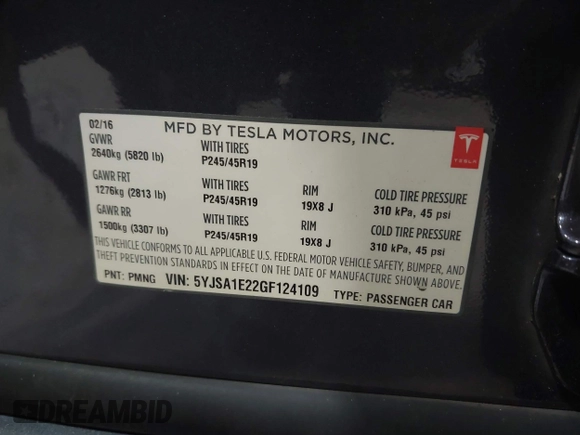 02/16 MFD BY TESLA MOTORS, INC.
GVWR WITH TIRES
2640kg (5820 lb) P245/45R19
TESLA
GAWR FRT WITH TIRES RIM COLD TIRE PRESSURE
1276kg (2813 lb) P245/45R19 19X8 J 310 kPa, 45 psi
GAWR RR WITH TIRES RIM COLD TIRE PRESSURE
1500kg (3307 lb) P245/45R19 19X8 J 310 kPa, 45 psi
THIS VEHICLE CONFORMS TO ALL APPLICABLE U.S. FEDERAL MOTOR VEHICLE SAFETY, BUMPER, AND
THEFT PREVENTION STANDARDS IN EFFECT ON THE DATE OF MANUFACTURE SHOWN ABOVE.
PNT: PMNG VIN: 5YJSA1E22GF124109 TYPE: PASSENGER CAR
DREAMBID